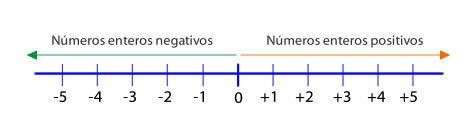 Números enteros negativos Números enteros positivos
-5 -4 -3 -2 -1 0 +1 +2 +3 +4 +5